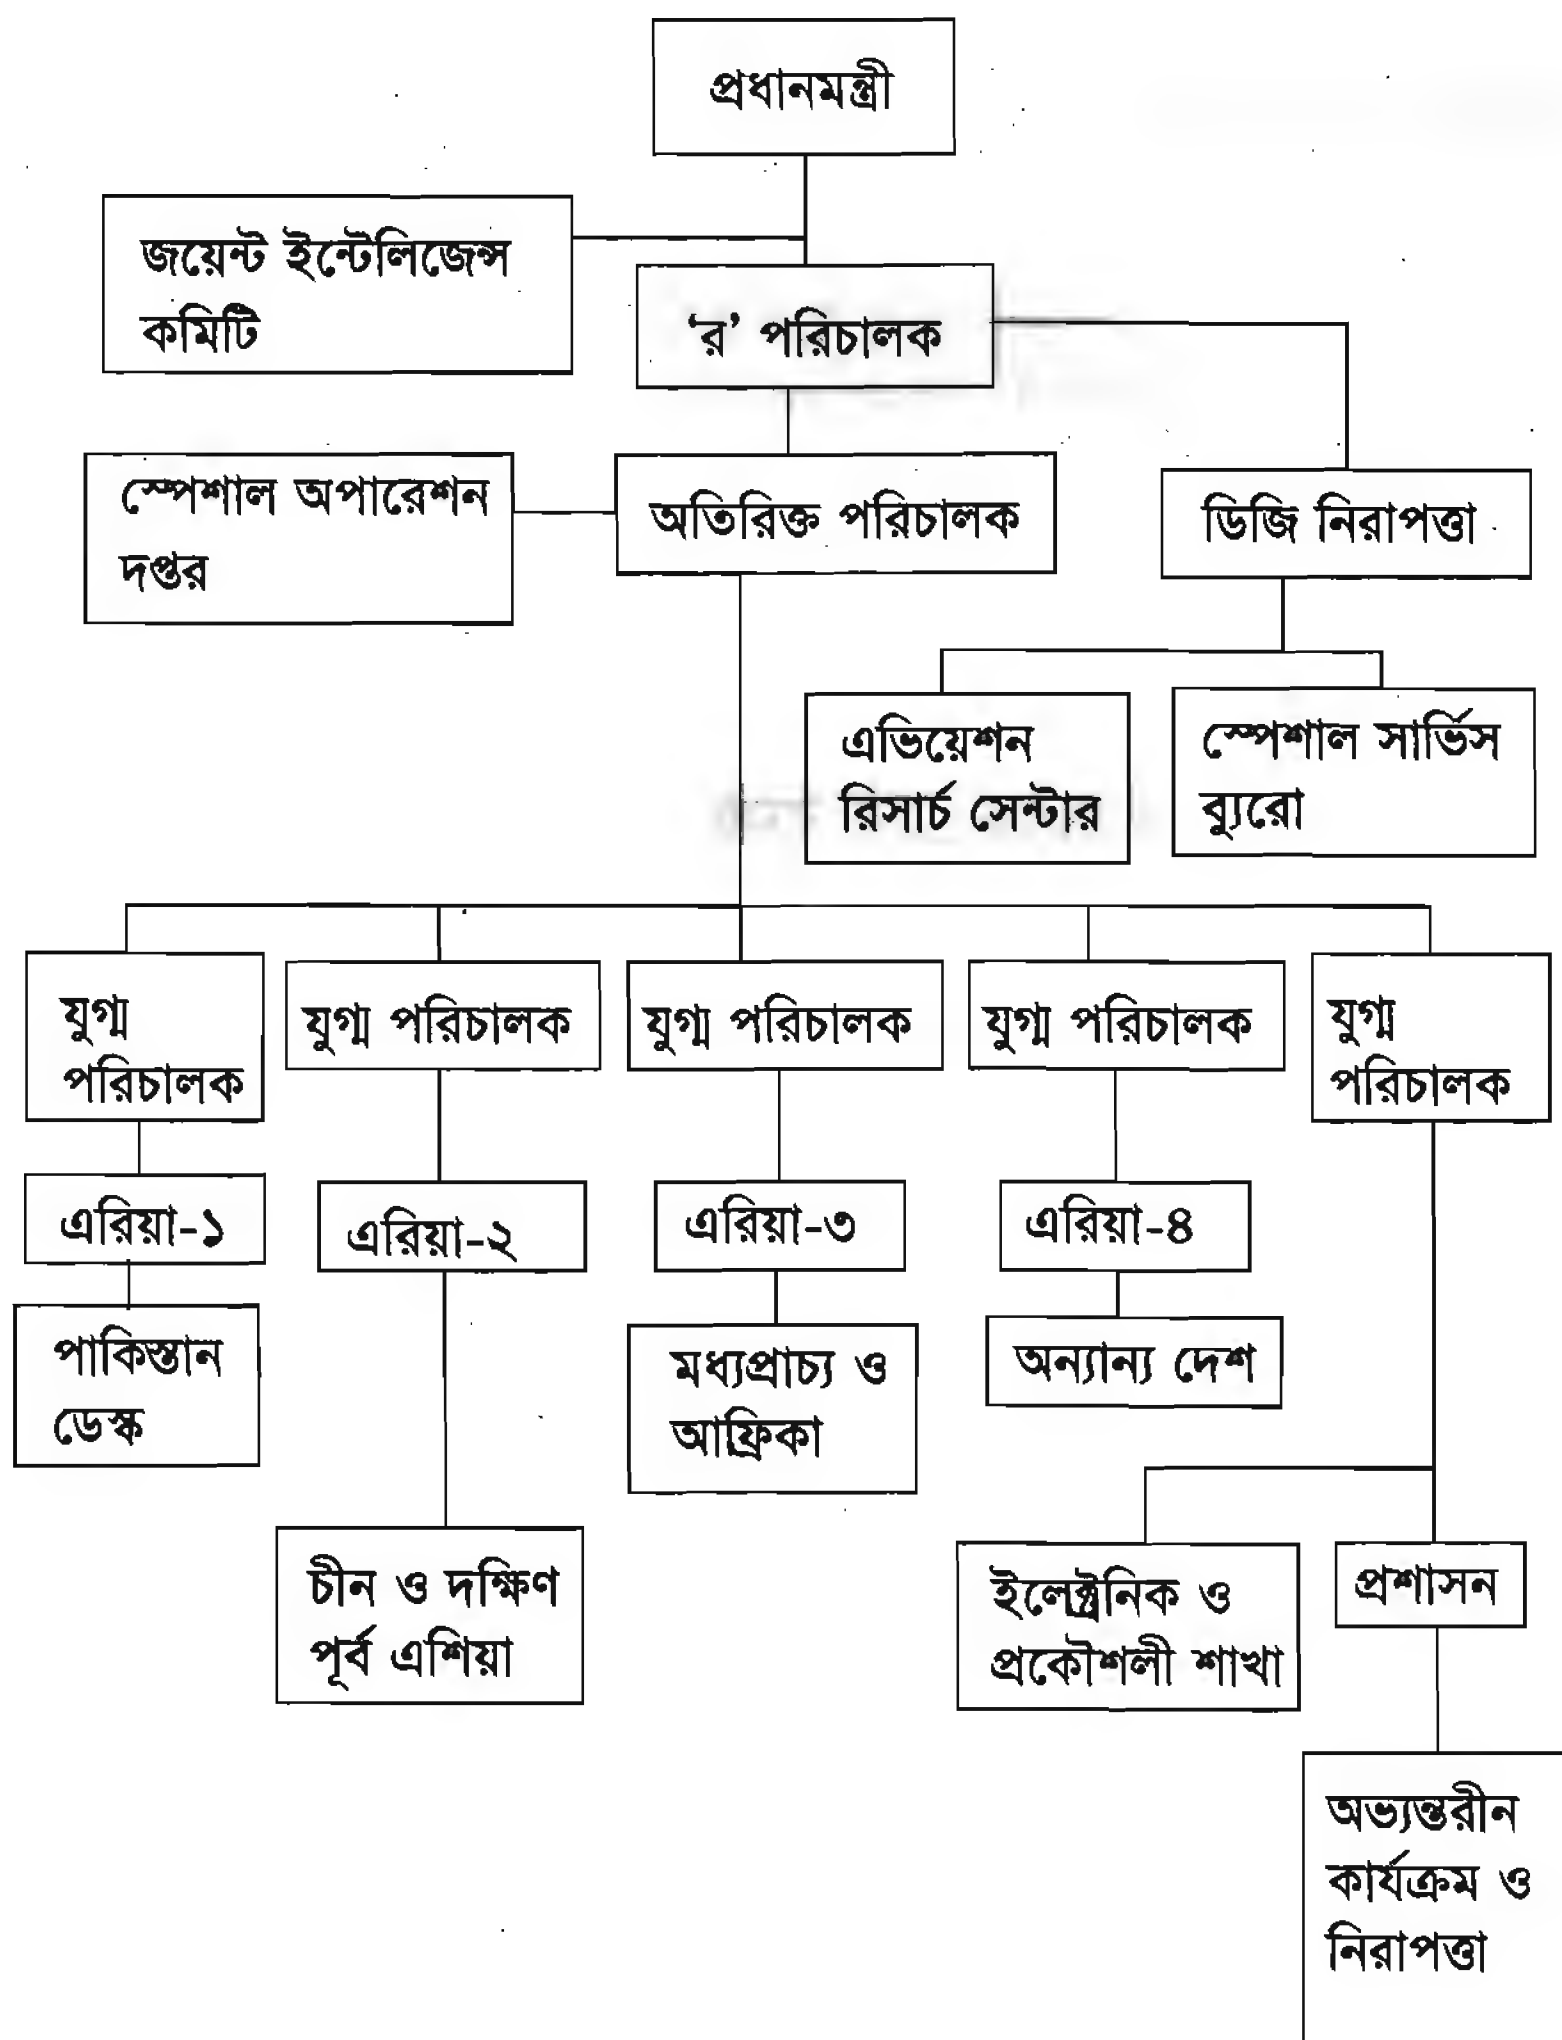 প্রধানমন্ত্রী
জয়েন্ট ইন্টেলিজেন্স
কমিটি
‘র’ পরিচালক
স্পেশাল অপারেশন
দপ্তর
অতিরিক্ত পরিচালক
ডিজি নিরাপত্তা
এভিয়েশন
রিসার্চ সেন্টার
স্পেশাল সার্ভিস
ব্যুরো
যুগ্ম
পরিচালক
যুগ্ম পরিচালক
যুগ্ম পরিচালক
যুগ্ম পরিচালক
যুগ্ম
পরিচালক
এরিয়া-১
এরিয়া-২
এরিয়া-৩
এরিয়া-৪
পাকিস্তান
ডেস্ক
মধ্যপ্রাচ্য ও
আফ্রিকা
অন্যান্য দেশ
চীন ও দক্ষিণ
পূর্ব এশিয়া
ইলেক্ট্রনিক ও
প্রকৌশলী শাখা
প্রশাসন
অভ্যন্তরীন
কার্যক্রম ও
নিরাপত্তা